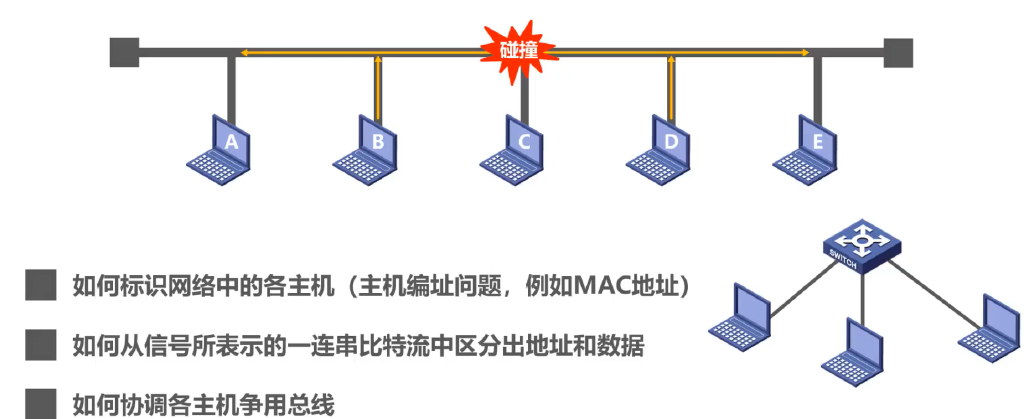 碰撞
A
B
C
D
E
SWITCH
如何标识网络中的各主机（主机编址问题，例如MAC地址）
如何从信号所表示的一连串比特流中区分出地址和数据
如何协调各主机争用总线